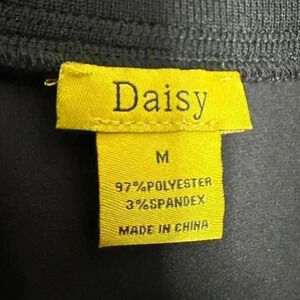 Daisy
M
97%POLYESTER
3%SPANDEX
MADE IN CHINA